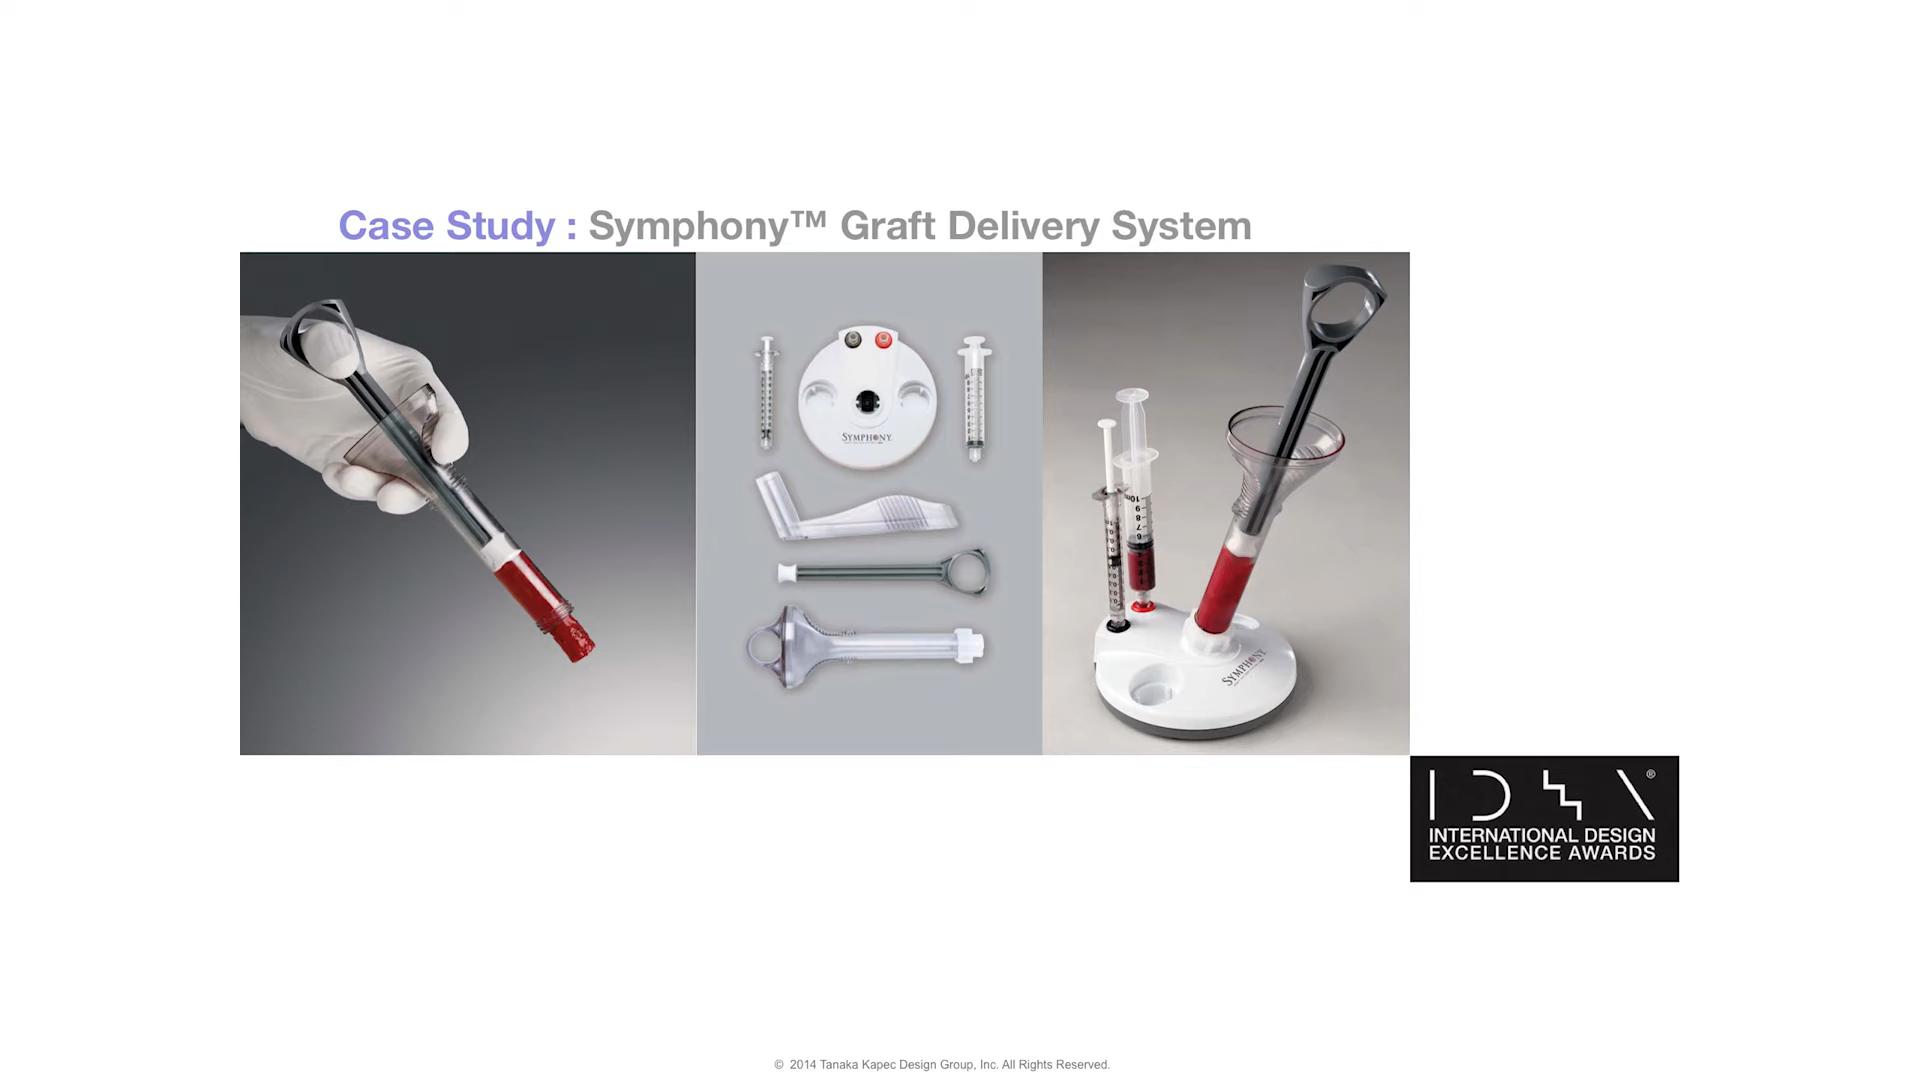 Case Study : Symphony™ Graft Delivery System
SYMPHONY
SYMPHONY
IDEA®
INTERNATIONAL DESIGN
EXCELLENCE AWARDS
© 2014 Tanaka Kapec Design Group, Inc. All Rights Reserved.